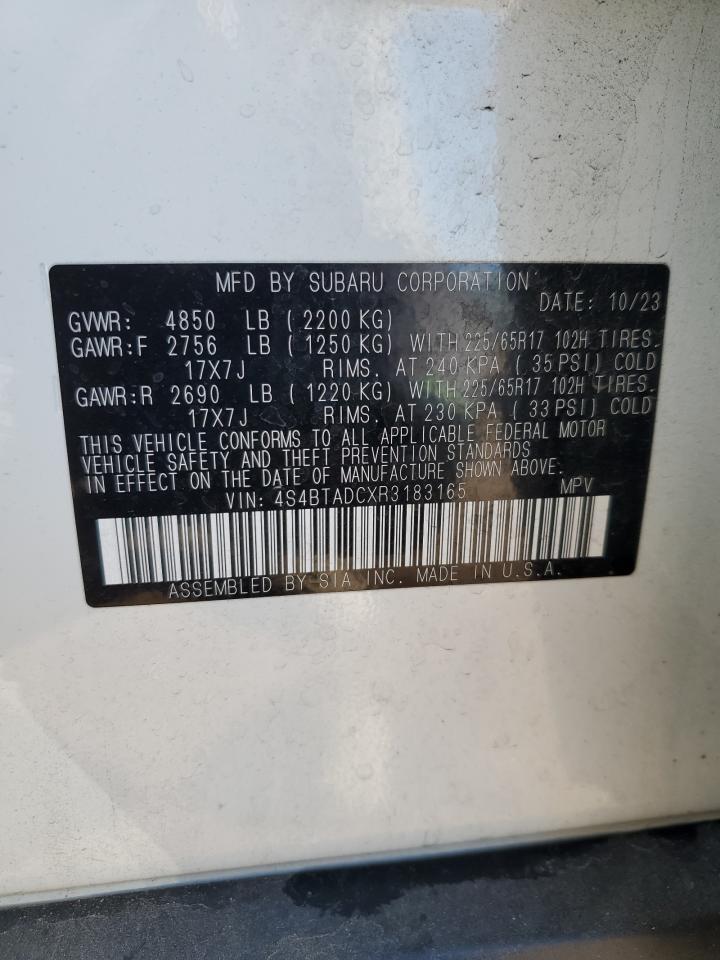 MFD BY SUBARU CORPORATION
DATE: 10/23
GVWR: 4850 LB ( 2200 KG)
GAWR:F 2756 LB ( 1250 KG) WITH 225/65R17 102H TIRES.
17X7J RIMS. AT 240 KPA ( 35 PSI) COLD
GAWR:R 2690 LB ( 1220 KG) WITH 225/65R17 102H TIRES.
17X7J RIMS. AT 230 KPA ( 33 PSI) COLD
THIS VEHICLE CONFORMS TO ALL APPLICABLE FEDERAL MOTOR
VEHICLE SAFETY AND THEFT PREVENTION STANDARDS
IN EFFECT ON THE DATE OF MANUFACTURE SHOWN ABOVE.
VIN: 4S4BTADCXR3183165 MPV
ASSEMBLED BY SIA INC. MADE IN U.S.A.